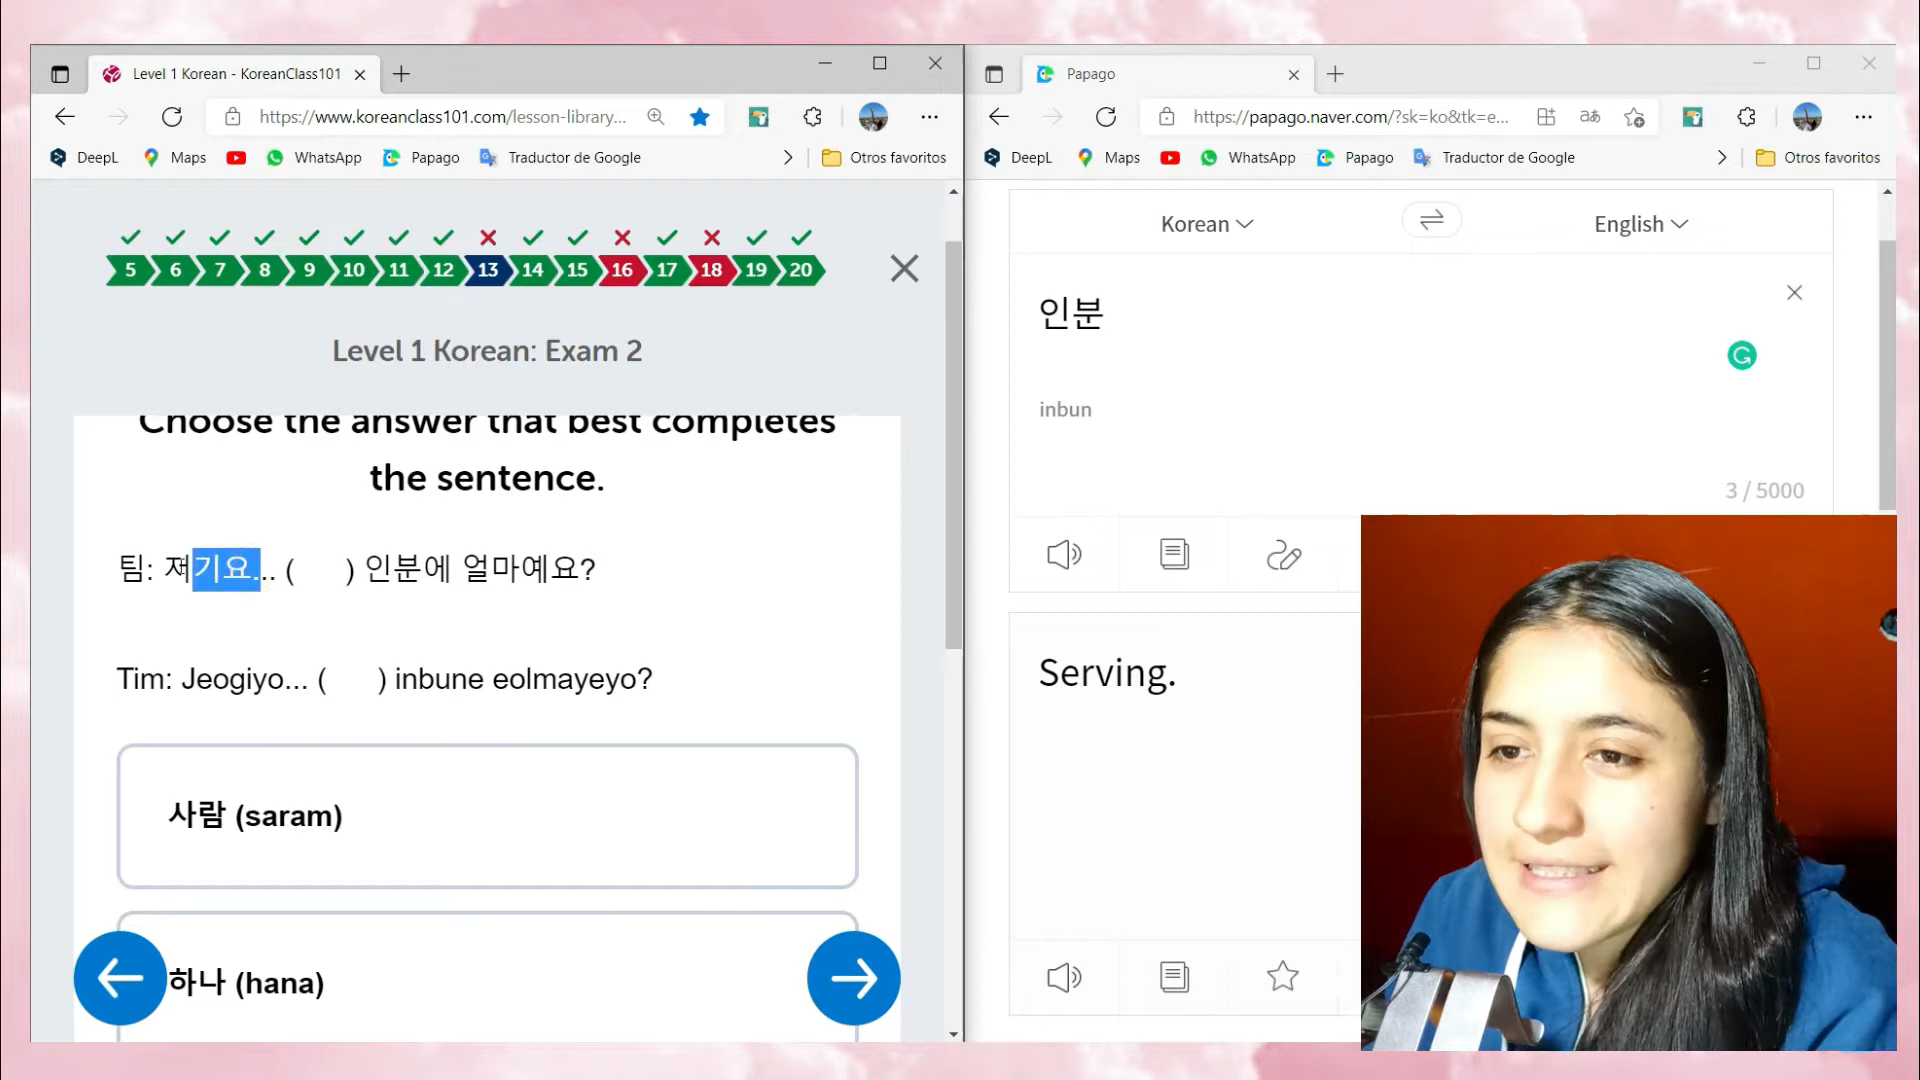 Level 1 Korean - KoreanClass101
https://www.koreanclass101.com/lesson-library...
DeepL
Maps
WhatsApp
Papago
Traductor de Google
Otros favoritos
5 6 7 8 9 10 11 12 13 14 15 16 17 18 19 20
Level 1 Korean: Exam 2
Choose the answer that best completes
the sentence.
팀: 져기요... ( ) 인분에 얼마예요?
Tim: Jeogiyo... ( ) inbune eolmayeyo?
사람 (saram)
하나 (hana)
Papago
https://papago.naver.com/?sk=ko&tk=e...
aあ
DeepL
Maps
WhatsApp
Papago
Traductor de Google
Otros favoritos
Korean
English
인분
inbun
3 / 5000
Serving.